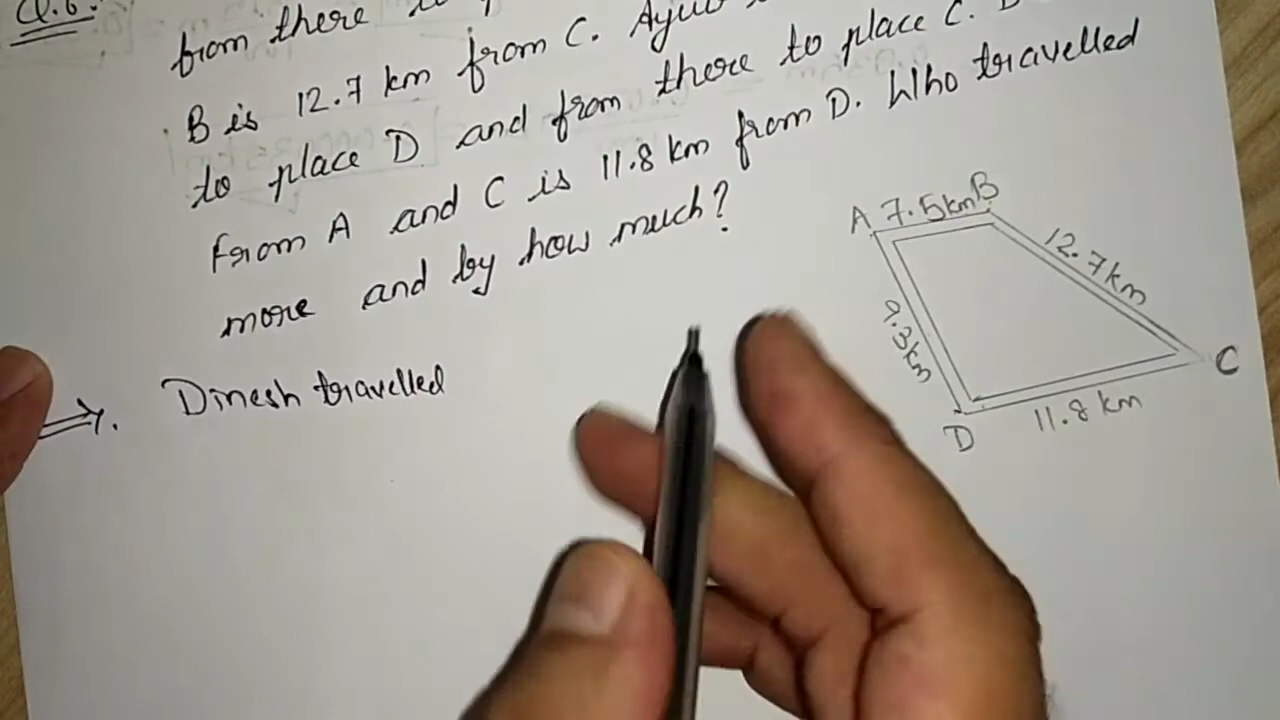 Q.6.
from there to
B is 12.7 km from C. Ayub
to place D and from there to place C. D
From A and C is 11.8 km from D. Who travelled
more and by how much?
A 7.5km B
12.7km
9.3km
C
D
11.8 km
⇒. Dinesh travelled